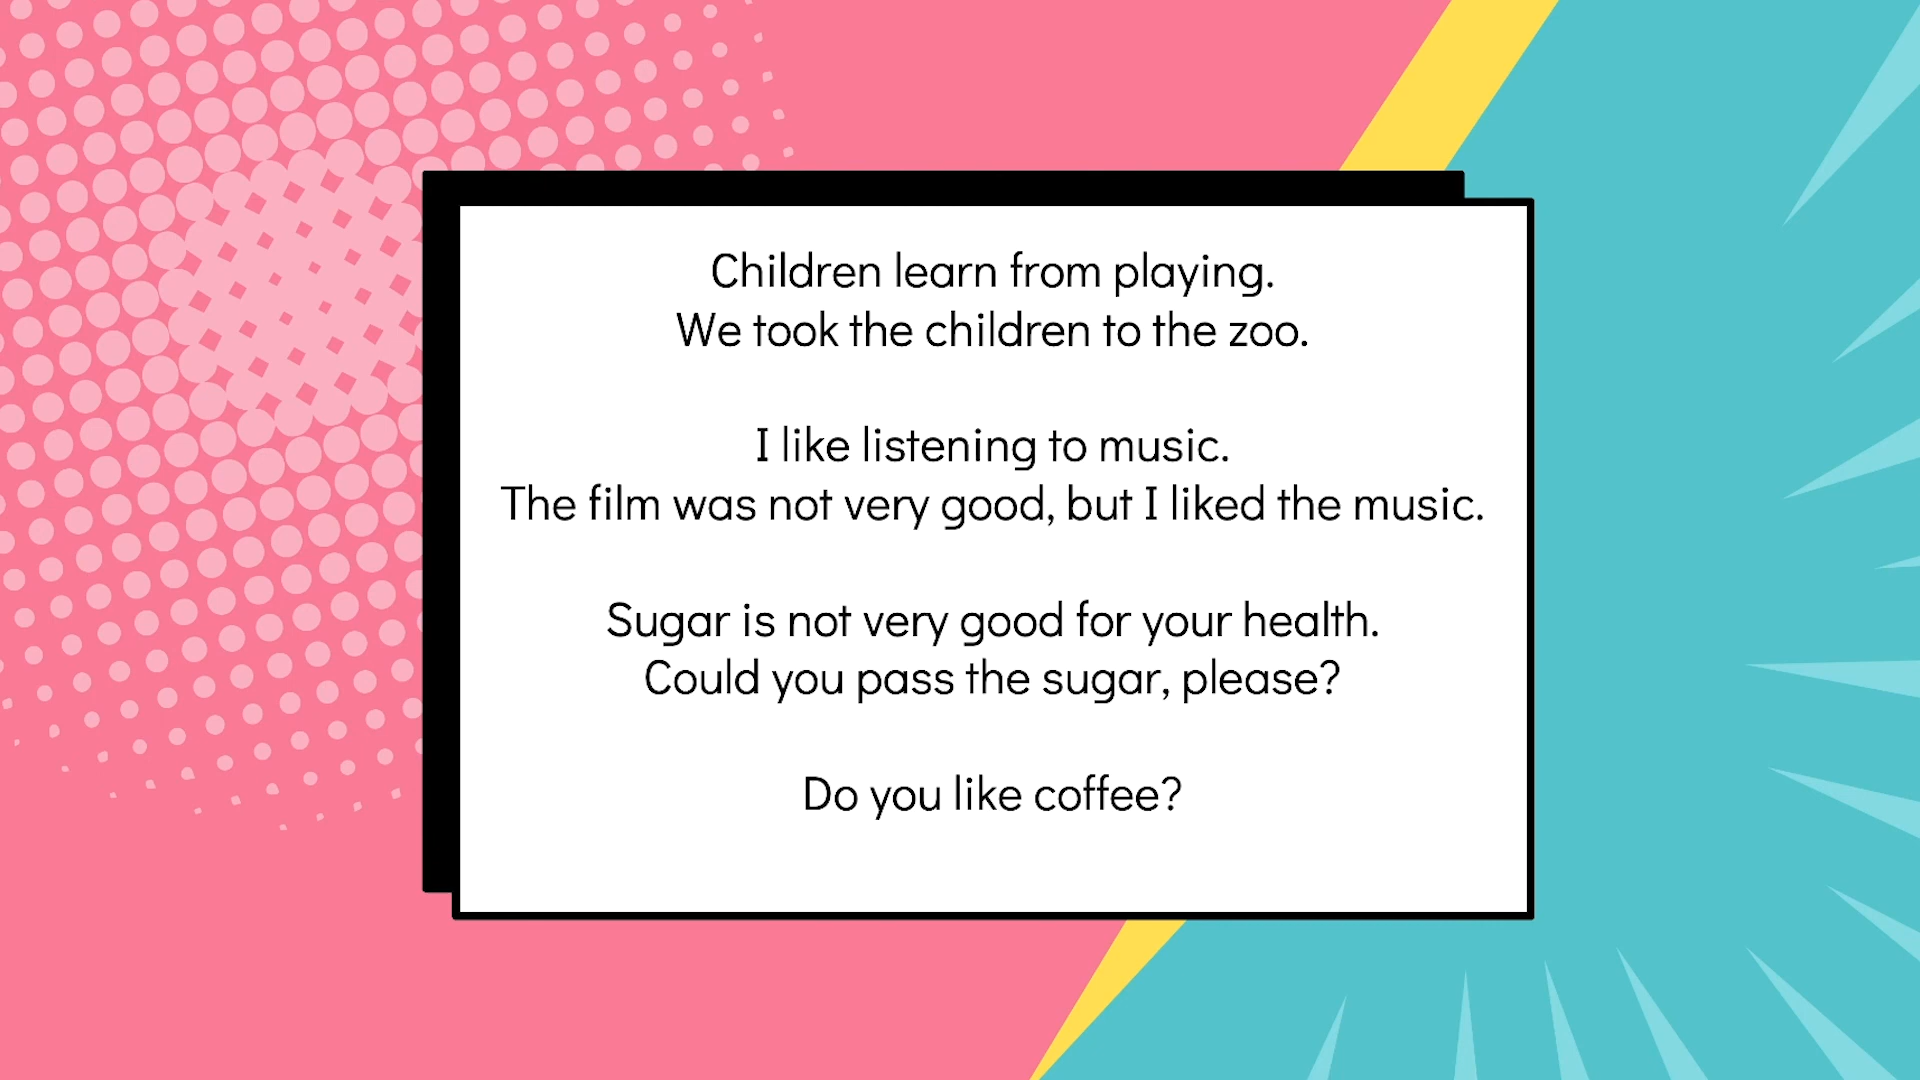 Children learn from playing.
We took the children to the zoo.
I like listening to music.
The film was not very good, but I liked the music.
Sugar is not very good for your health.
Could you pass the sugar, please?
Do you like coffee?